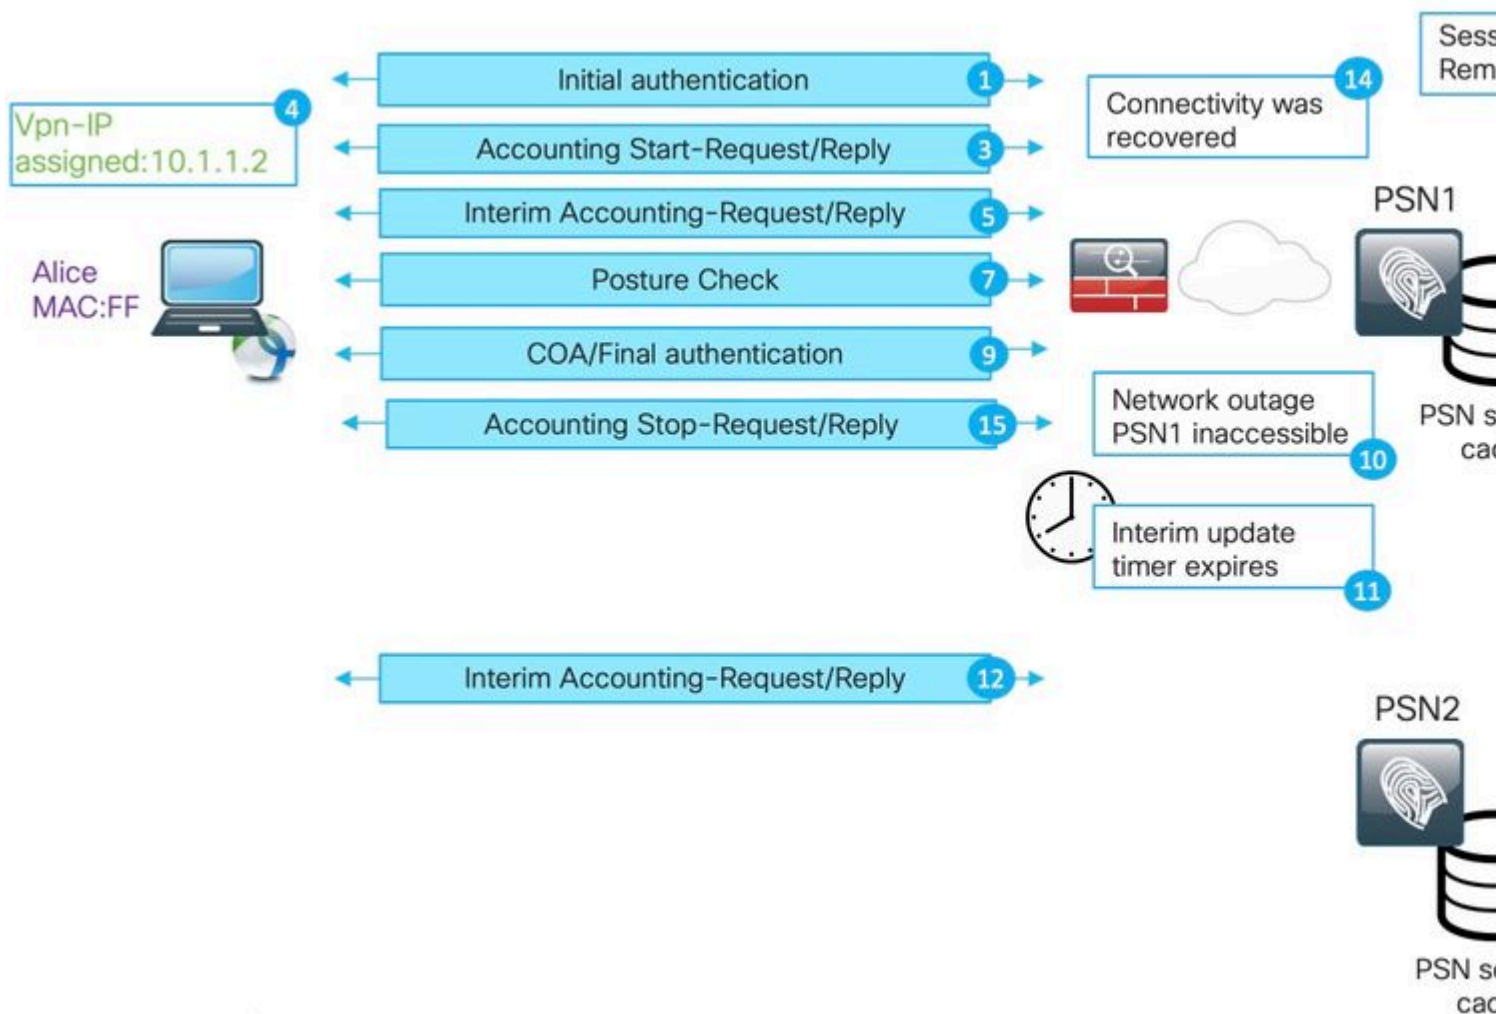 Initial authentication
1
14
Connectivity was
recovered
4
Vpn-IP
assigned:10.1.1.2
Accounting Start-Request/Reply
3
Interim Accounting-Request/Reply
5
PSN1
Alice
MAC:FF
Posture Check
7
COA/Final authentication
9
Accounting Stop-Request/Reply
15
Network outage
PSN1 inaccessible
10
PSN
Interim update
timer expires
11
Interim Accounting-Request/Reply
12
PSN2
PSN